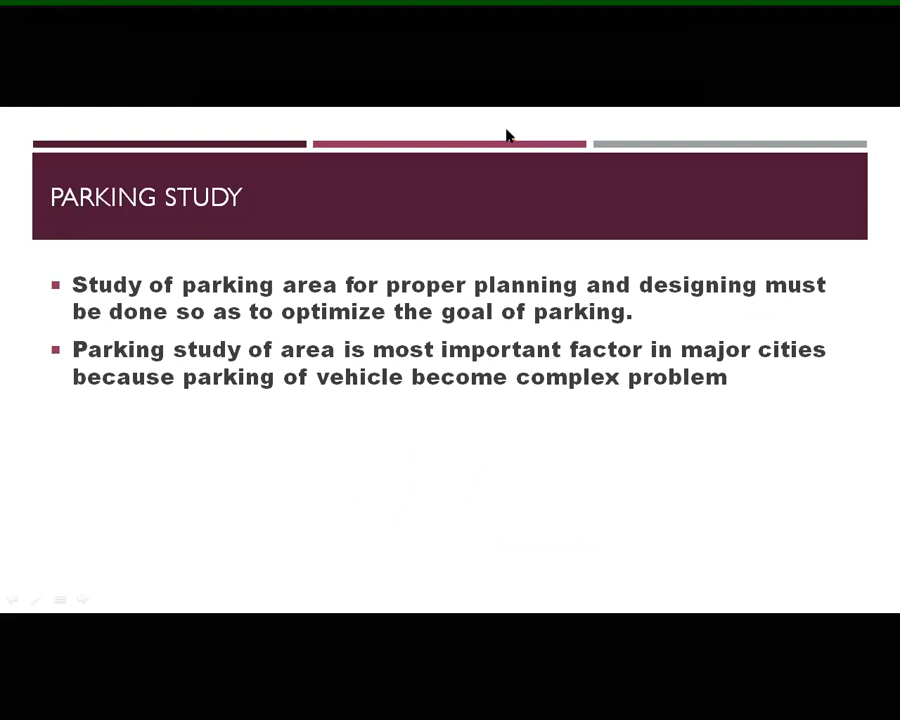 PARKING STUDY
Study of parking area for proper planning and designing must
be done so as to optimize the goal of parking.
Parking study of area is most important factor in major cities
because parking of vehicle become complex problem